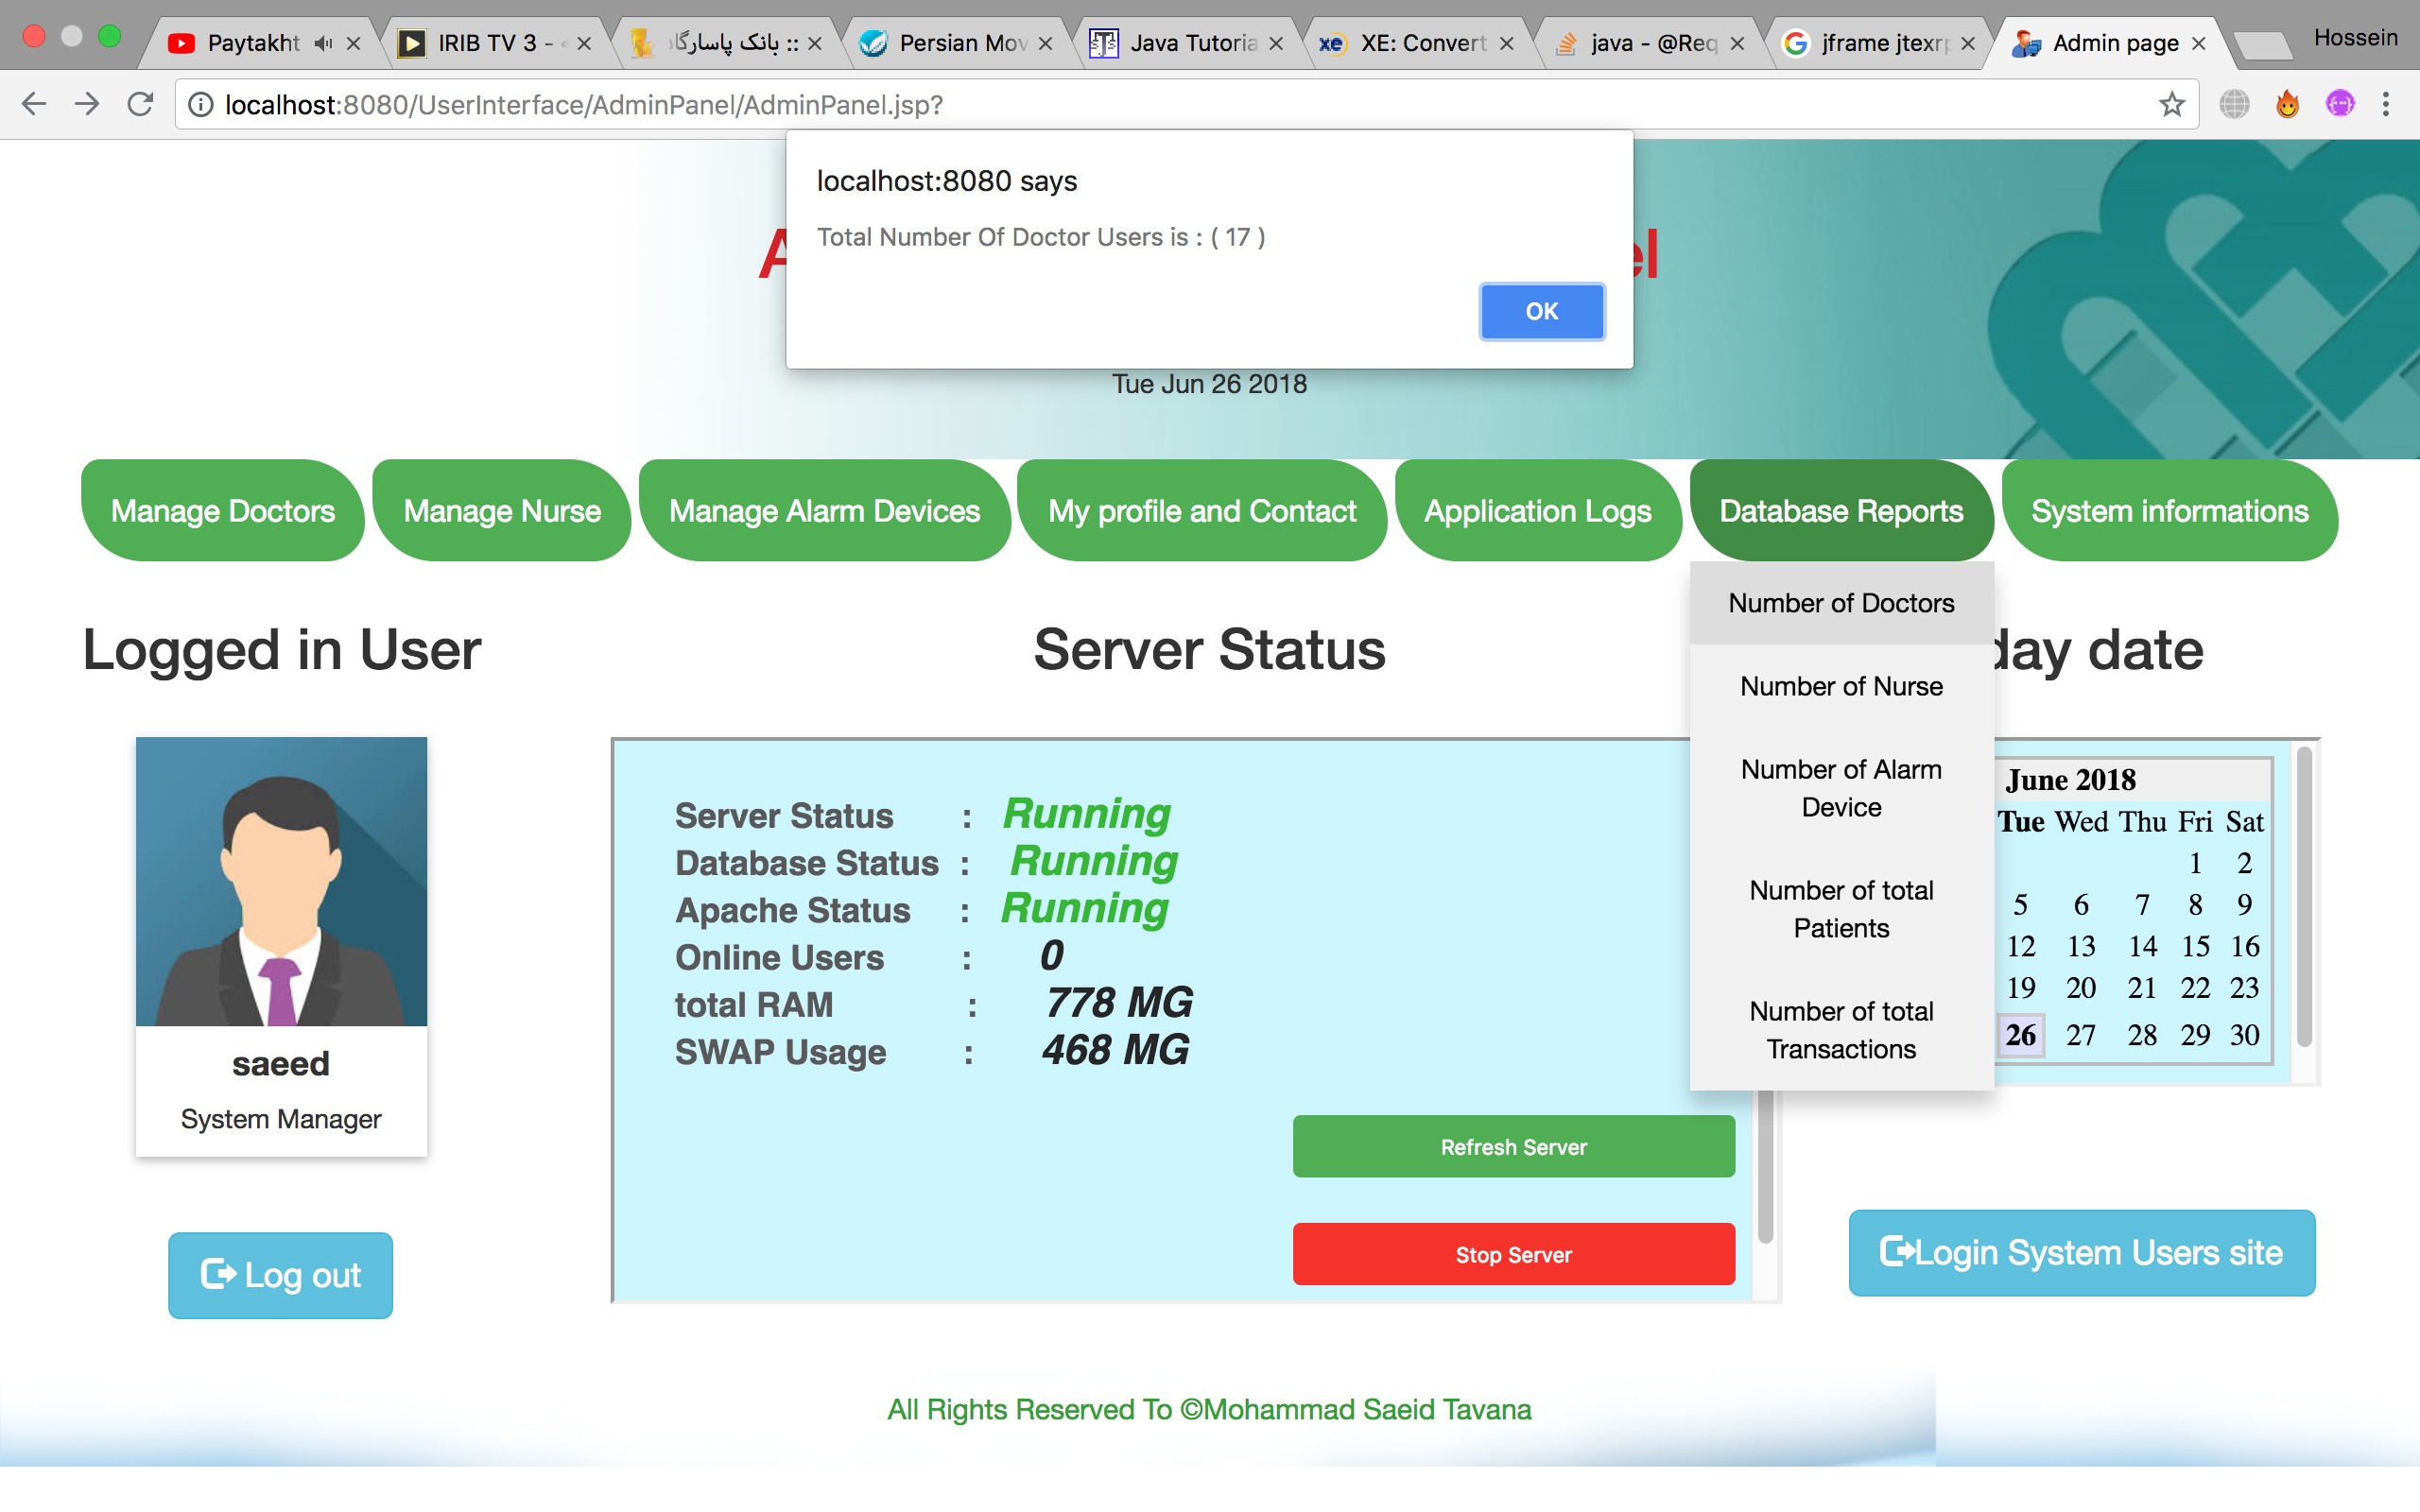 Paytakht
IRIB TV 3 -
بانک پاسارگاد ::
Persian Mov
Java Tutoria
XE: Convert
java - @Req
jframe jtexrp
Admin page
Hossein
localhost:8080/UserInterface/AdminPanel/AdminPanel.jsp?
localhost:8080 says
Total Number Of Doctor Users is : ( 17 )
OK
Tue Jun 26 2018
Manage Doctors
Manage Nurse
Manage Alarm Devices
My profile and Contact
Application Logs
Database Reports
System informations
Number of Doctors
Number of Nurse
Number of Alarm
Device
Number of total
Patients
Number of total
Transactions
Logged in User
saeed
System Manager
Log out
Server Status
Server Status : Running
Database Status : Running
Apache Status : Running
Online Users : 0
total RAM : 778 MG
SWAP Usage : 468 MG
Refresh Server
Stop Server
day date
June 2018
Tue Wed Thu Fri Sat
1 2
5 6 7 8 9
12 13 14 15 16
19 20 21 22 23
26 27 28 29 30
Login System Users site
All Rights Reserved To ©Mohammad Saeid Tavana